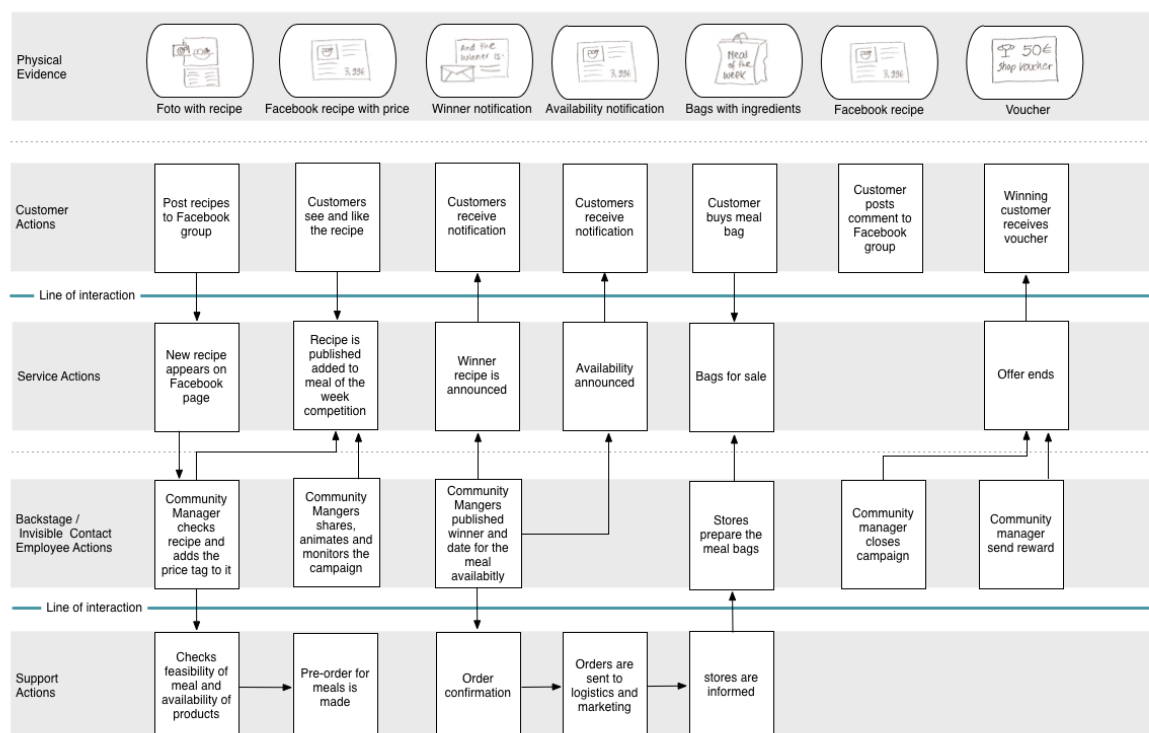 Physical
Evidence
And the
winner is:
3,99€
3,99€
Meal
of the
week
3,99€
50€
shop voucher
Foto with recipe
Facebook recipe with price
Winner notification
Availability notification
Bags with ingredients
Facebook recipe
Voucher
Customer
Actions
Post recipes
to Facebook
group
Customers
see and like
the recipe
Customers
receive
notification
Customers
receive
notification
Customer
buys meal
bag
Customer
posts
comment to
Facebook
group
Winning
customer
receives
voucher
Line of interaction
Service Actions
New recipe
appears on
Facebook
page
Recipe is
published
added to
meal of the
week
competition
Winner
recipe is
announced
Availability
announced
Bags for sale
Offer ends
Backstage /
Invisible Contact
Employee Actions
Community
Manager
checks
recipe and
adds the
price tag to it
Community
Mangers
shares,
animates and
monitors the
campaign
Community
Mangers
published
winner and
date for the
meal
availabitly
Stores
prepare the
meal bags
Community
manager
closes
campaign
Community
manager
send reward
Line of interaction
Support
Actions
Checks
feasibility of
meal and
availability of
products
Pre-order for
meals is
made
Order
confirmation
Orders are
sent to
logistics and
marketing
stores are
informed